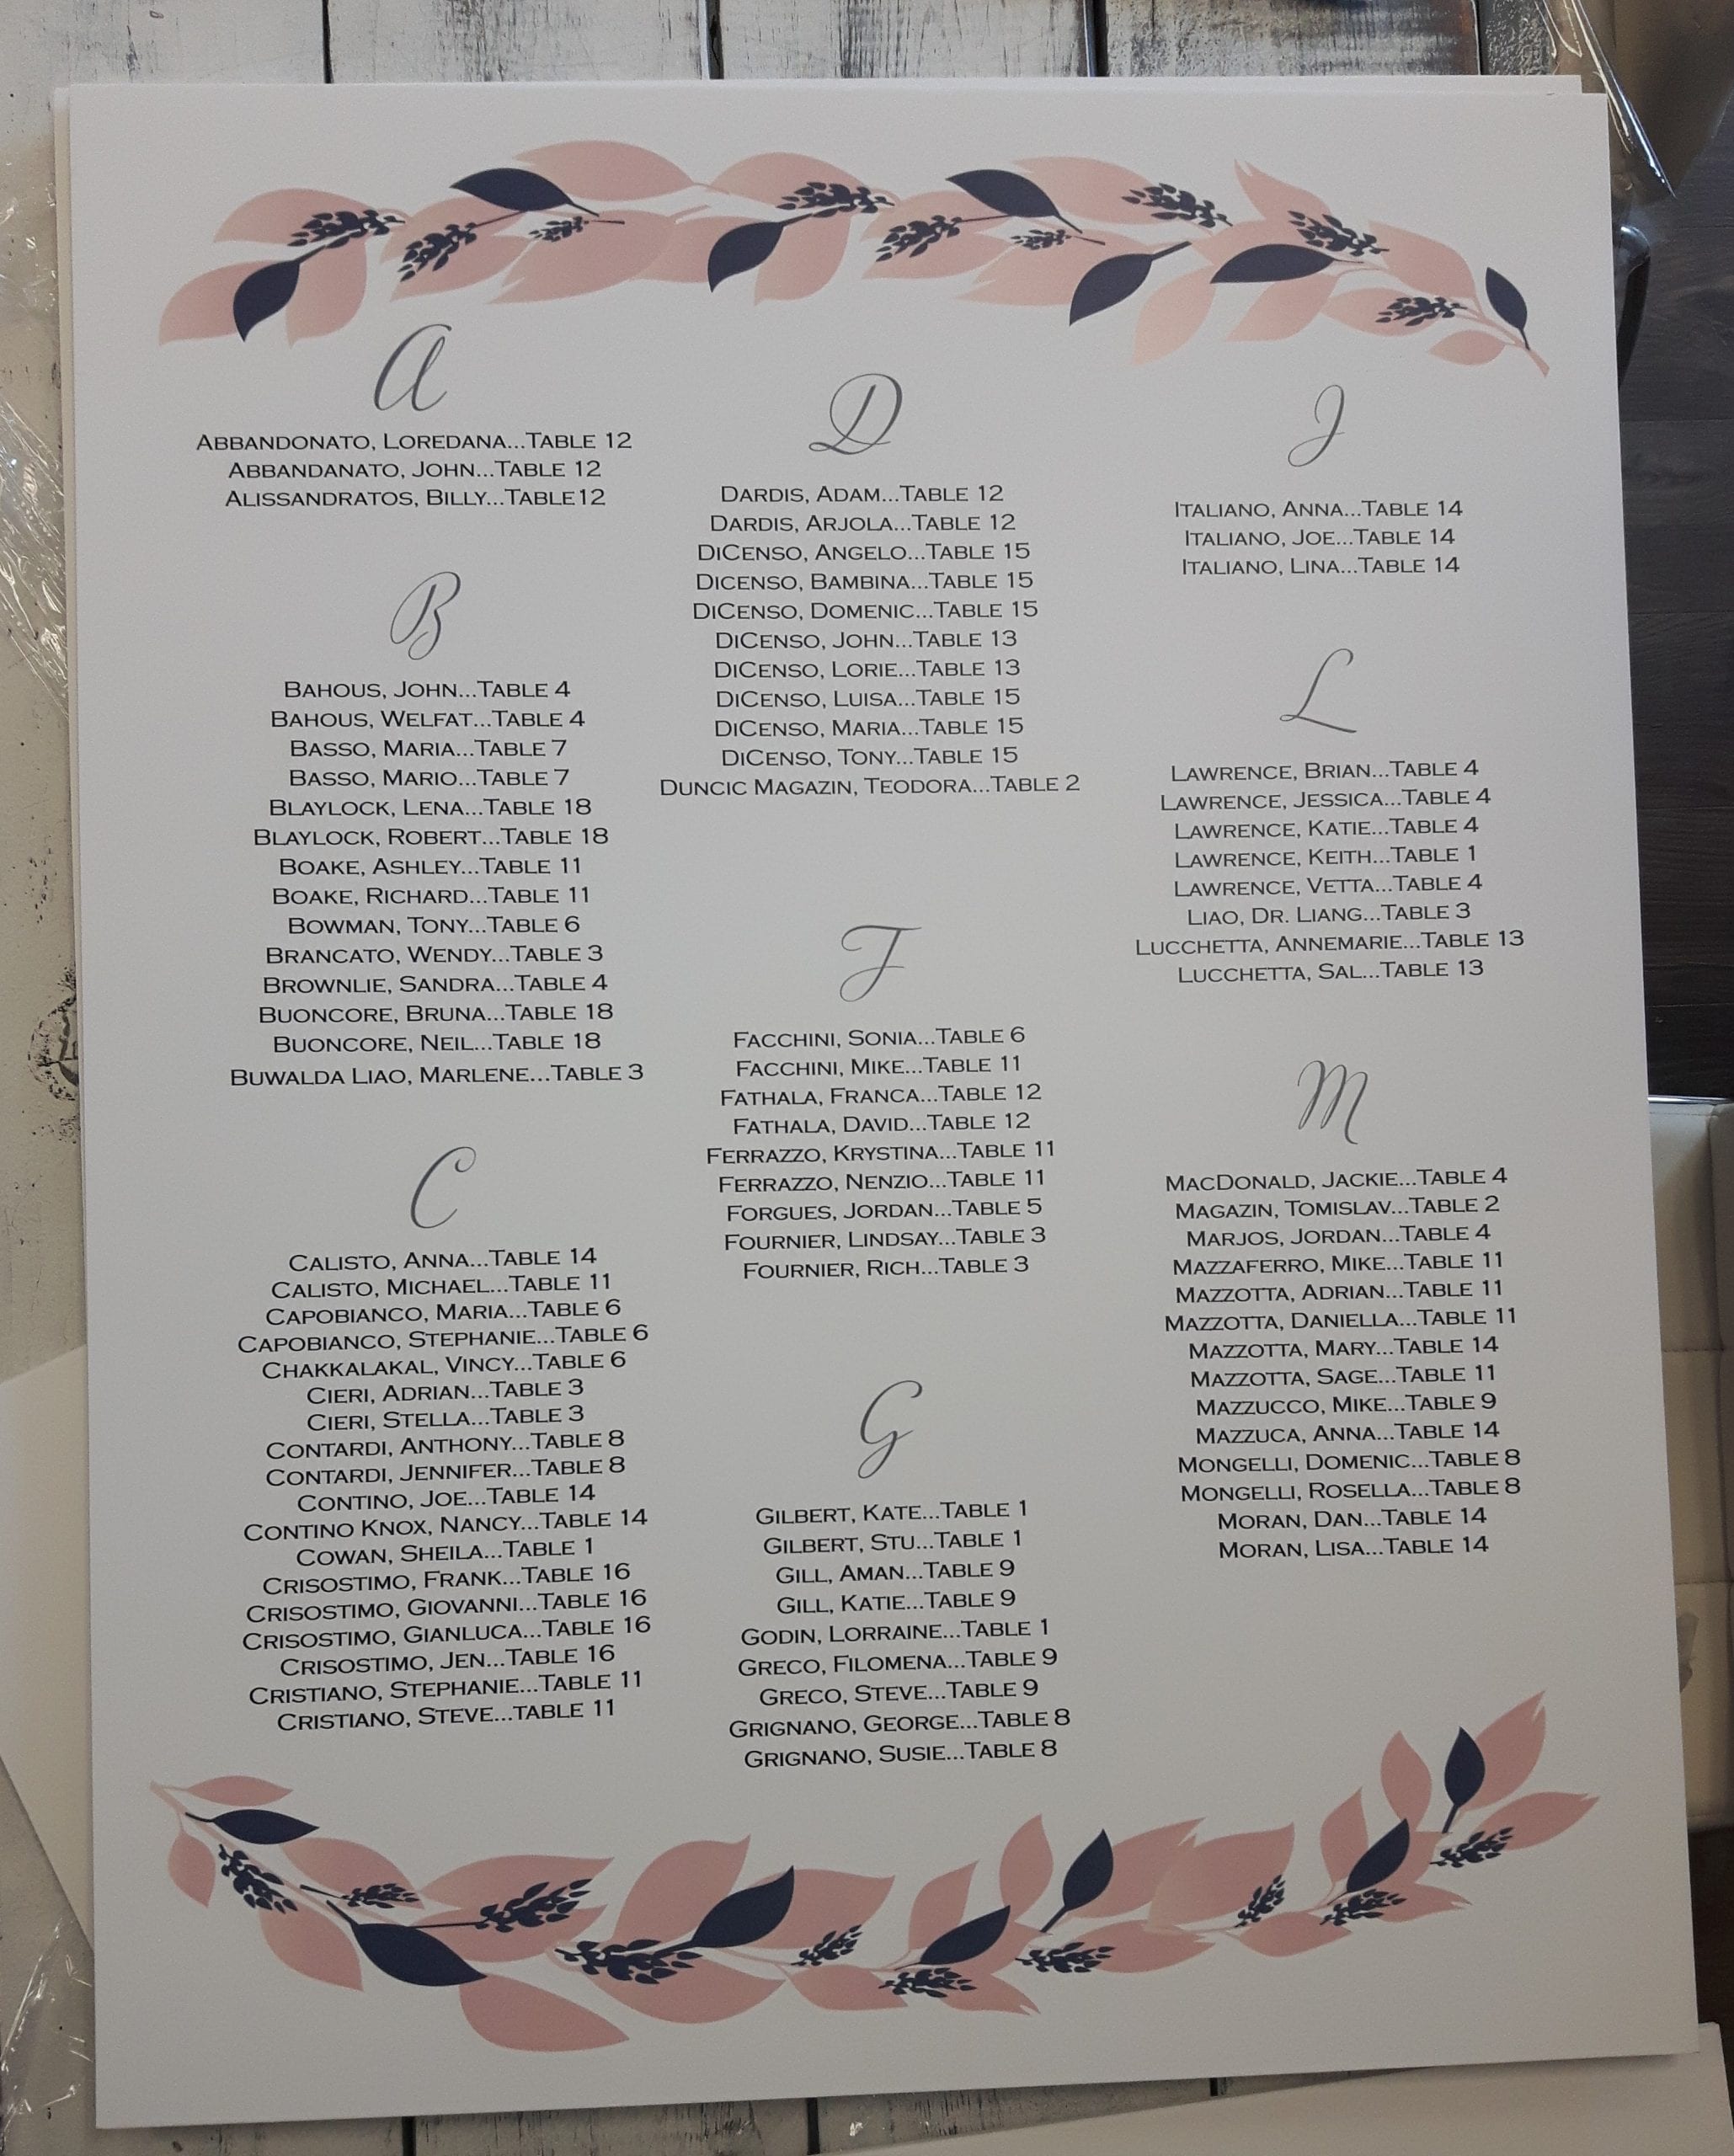 A
Abbandonato, Loredana...Table 12
Abbandanato, John...Table 12
Alissandratos, Billy...Table12
B
Bahous, John...Table 4
Bahous, Welfat...Table 4
Basso, Maria...Table 7
Basso, Mario...Table 7
Blaylock, Lena...Table 18
Blaylock, Robert...Table 18
Boake, Ashley...Table 11
Boake, Richard...Table 11
Bowman, Tony...Table 6
Brancato, Wendy...Table 3
Brownlie, Sandra...Table 4
Buoncore, Bruna...Table 18
Buoncore, Neil...Table 18
Buwalda Liao, Marlene...Table 3
C
Calisto, Anna...Table 14
Calisto, Michael...Table 11
Capobianco, Maria...Table 6
Capobianco, Stephanie...Table 6
Chakkalakal, Vincy...Table 6
Cieri, Adrian...Table 3
Cieri, Stella...Table 3
Contardi, Anthony...Table 8
Contardi, Jennifer...Table 8
Contino, Joe...Table 14
Contino Knox, Nancy...Table 14
Cowan, Sheila...Table 1
Crisostimo, Frank...Table 16
Crisostimo, Giovanni...Table 16
Crisostimo, Gianluca...Table 16
Crisostimo, Jen...Table 16
Cristiano, Stephanie...Table 11
Cristiano, Steve...Table 11
D
Dardis, Adam...Table 12
Dardis, Arjola...Table 12
DiCenso, Angelo...Table 15
Dicenso, Bambina...Table 15
DiCenso, Domenic...Table 15
DiCenso, John...Table 13
DiCenso, Lorie...Table 13
DiCenso, Luisa...Table 15
DiCenso, Maria...Table 15
DiCenso, Tony...Table 15
Duncic Magazin, Teodora...Table 2
F
Facchini, Sonia...Table 6
Facchini, Mike...Table 11
Fathala, Franca...Table 12
Fathala, David...Table 12
Ferrazzo, Krystina...Table 11
Ferrazzo, Nenzio...Table 11
Forgues, Jordan...Table 5
Fournier, Lindsay...Table 3
Fournier, Rich...Table 3
G
Gilbert, Kate...Table 1
Gilbert, Stu...Table 1
Gill, Aman...Table 9
Gill, Katie...Table 9
Godin, Lorraine...Table 1
Greco, Filomena...Table 9
Greco, Steve...Table 9
Grignano, George...Table 8
Grignano, Susie...Table 8
I
Italiano, Anna...Table 14
Italiano, Joe...Table 14
Italiano, Lina...Table 14
L
Lawrence, Brian...Table 4
Lawrence, Jessica...Table 4
Lawrence, Katie...Table 4
Lawrence, Keith...Table 1
Lawrence, Vetta...Table 4
Liao, Dr. Liang...Table 3
Lucchetta, Annemarie...Table 13
Lucchetta, Sal...Table 13
M
MacDonald, Jackie...Table 4
Magazin, Tomislav...Table 2
Marjos, Jordan...Table 4
Mazzaferro, Mike...Table 11
Mazzotta, Adrian...Table 11
Mazzotta, Daniella...Table 11
Mazzotta, Mary...Table 14
Mazzotta, Sage...Table 11
Mazzucco, Mike...Table 9
Mazzuca, Anna...Table 14
Mongelli, Domenic...Table 8
Mongelli, Rosella...Table 8
Moran, Dan...Table 14
Moran, Lisa...Table 14